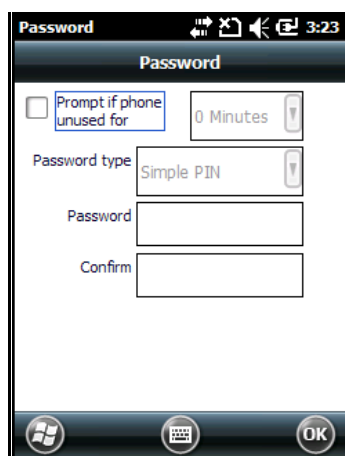 Password 3:23
Password
Prompt if phone
unused for
0 Minutes
Password type
Simple PIN
Password
Confirm
OK